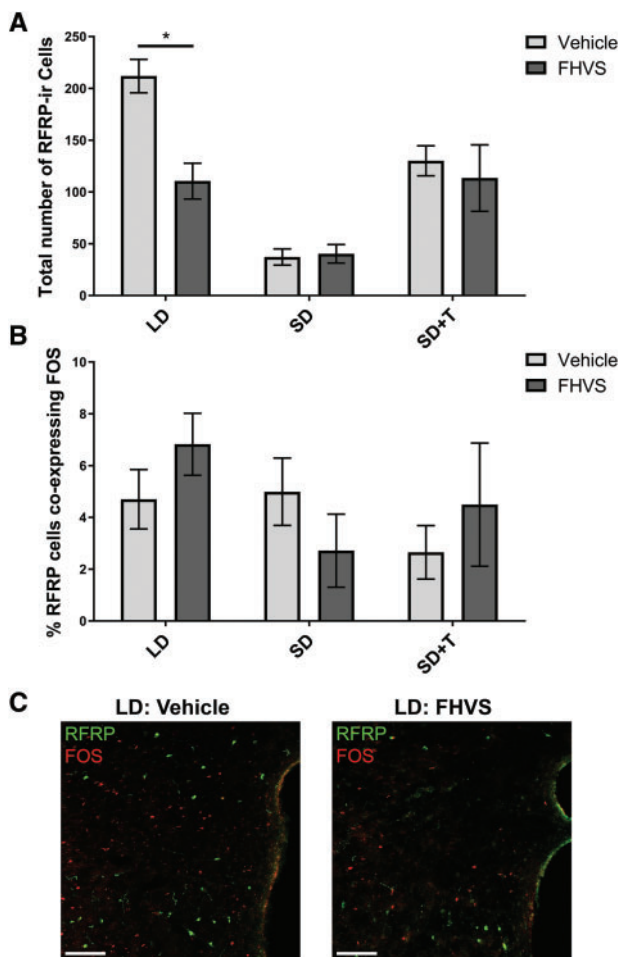 A
Total number of RFRP-ir Cells
250
200
150
100
50
0
*
Vehicle
FHVS
LD
SD
SD+T
B
% RFRP cells co-expressing FOS
10
8
6
4
2
0
Vehicle
FHVS
LD
SD
SD+T
C
LD: Vehicle
LD: FHVS
RFRP
FOS
RFRP
FOS